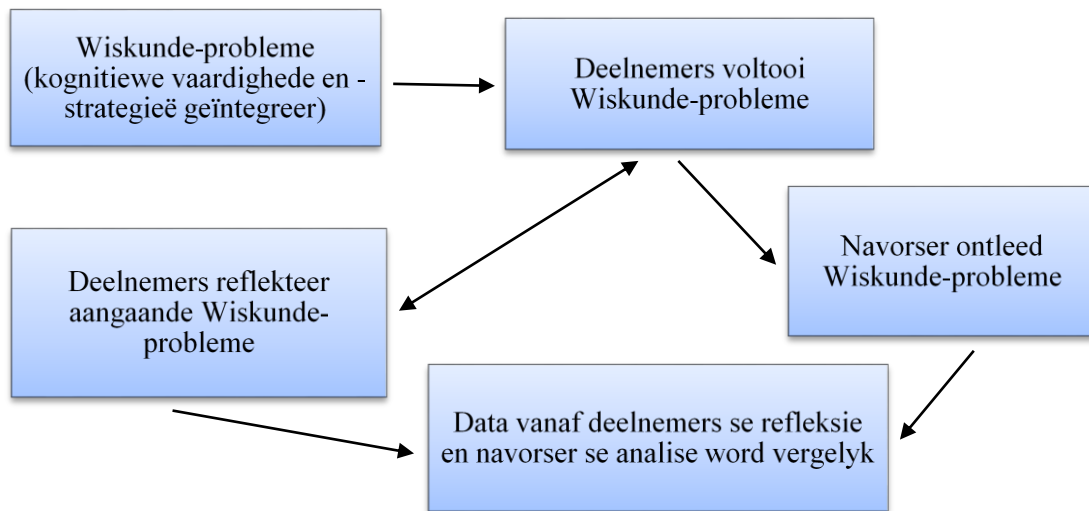 Wiskunde-probleme
(kognitiewe vaardighede en -
strategieë geïntegreer)
Deelnemers voltooi
Wiskunde-probleme
Navorser ontleed
Wiskunde-probleme
Deelnemers reflekteer
aangaande Wiskunde-
probleme
Data vanaf deelnemers se refleksie
en navorser se analise word vergelyk